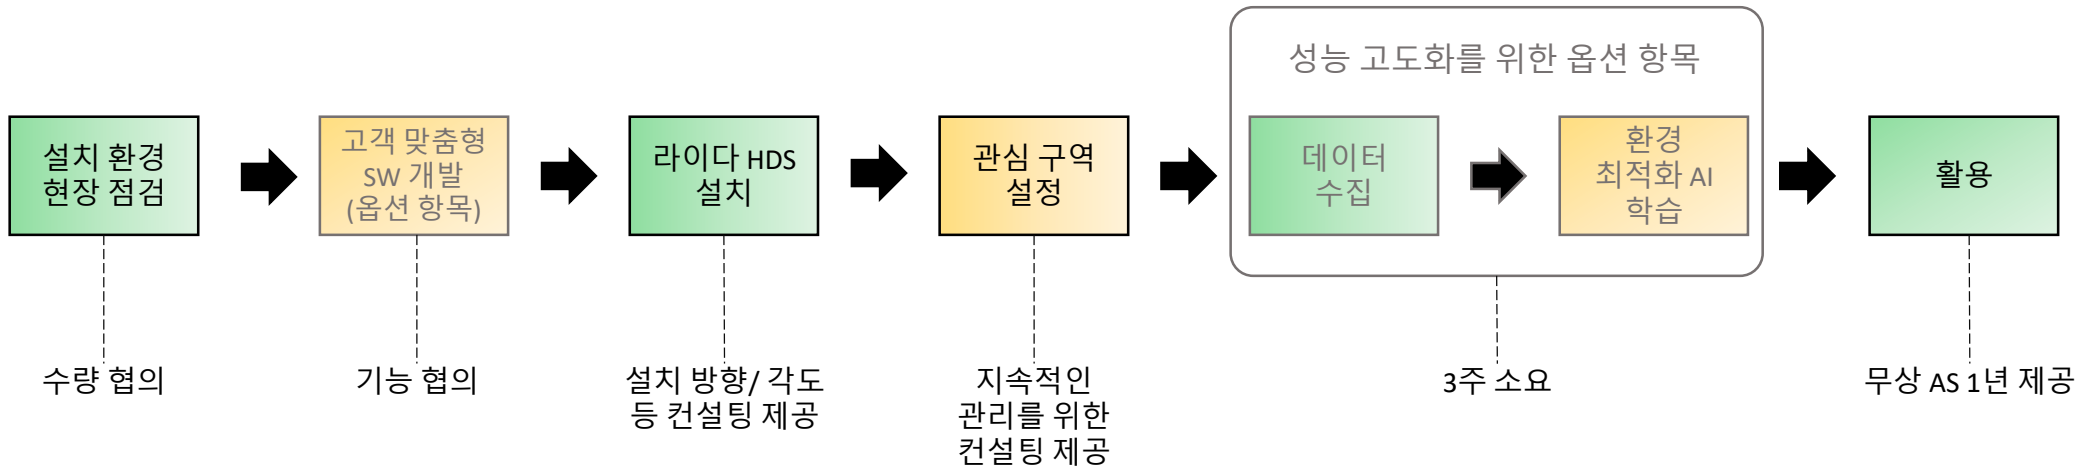 성능 고도화를 위한 옵션 항목
설치 환경
현장 점검
고객 맞춤형
SW 개발
(옵션 항목)
라이다 HDS
설치
관심 구역
설정
데이터
수집
환경
최적화 AI
학습
활용
수량 협의
기능 협의
설치 방향/ 각도
등 컨설팅 제공
지속적인
관리를 위한
컨설팅 제공
3주 소요
무상 AS 1년 제공